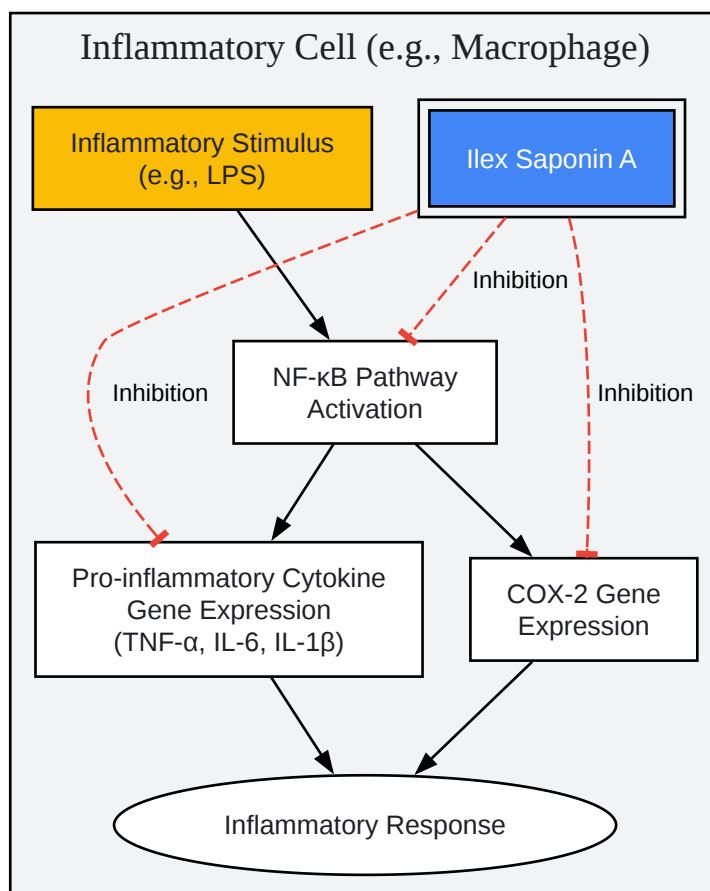 Inflammatory Cell (e.g., Macrophage)
Inflammatory Stimulus
(e.g., LPS)
Ilex Saponin A
Inhibition
NF-κB Pathway
Activation
Inhibition
Inhibition
Pro-inflammatory Cytokine
Gene Expression
(TNF-α, IL-6, IL-1β)
COX-2 Gene
Expression
Inflammatory Response